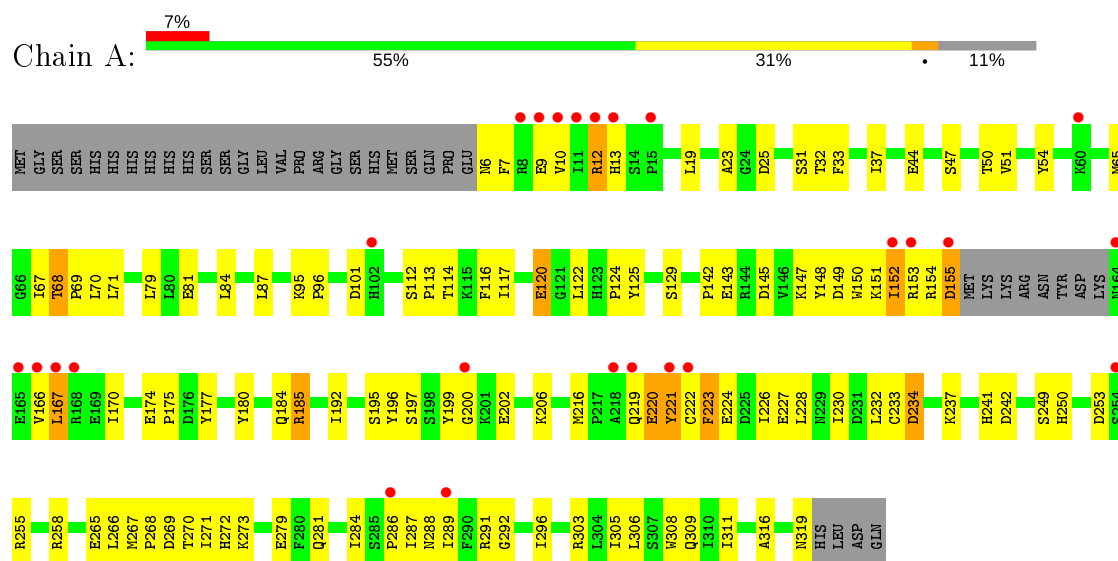 7%
Chain A:
55% 31% • 11%
MET GLY SER SER HIS HIS HIS HIS HIS HIS SER SER GLY LEU VAL PRO ARG GLY SER HIS MET SER GLN PRO GLU N6 F7 R8 E9 V10 I11 R12 H13 S14 P15 L19 A23 G24 D25 S31 T32 F33 I37 E44 S47 T50 V51 Y54 K60 M65
G66 I67 T68 P69 L70 L71 L79 L80 E81 L84 L87 K95 P96 D101 H102 S112 P113 T114 K115 F116 I117 E120 G121 L122 H123 P124 Y125 S129 P142 E143 R144 D145 V146 K147 Y148 D149 W150 K151 I152 R153 R154 D155 MET LYS LYS ARG ASN TYR ASP LYS N164
E165 V166 L167 R168 E169 I170 E174 P175 D176 Y177 Y180 Q184 R185 I192 S195 Y196 S197 S198 Y199 G200 K201 E202 K206 M216 P217 A218 Q219 E220 Y221 C222 F223 E224 D225 I226 E227 L228 N229 I230 D231 L232 C233 D234 K237 H241 D242 S249 H250 D253 S254
R255 R258 E265 L266 M267 P268 D269 T270 I271 H272 K273 E279 F280 Q281 I284 S285 P286 I287 N288 I289 F290 R291 G292 I296 R303 L304 I305 L306 S307 W308 Q309 I310 I311 A316 N319 HIS LEU ASP GLN